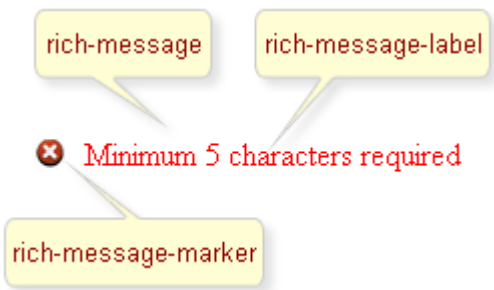 rich-message
rich-message-label
Minimum 5 characters required
rich-message-marker